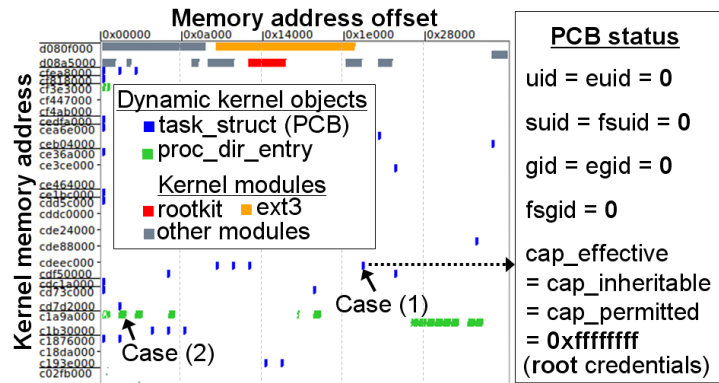 Memory address offset
0x00000
0x0a000
0x14000
0x1e000
0x28000
Kernel memory address
d080f000
d08a5000
cfea8000
cf818000
cf3e3000
cf447000
cf4ab000
cedfa000
cea6e000
ceb04000
ce36a000
ce3ce000
ce464000
ce1bc000
cdd5c000
cddc0000
cde24000
cde88000
cdeec000
cdf50000
cdc1a000
cd73c000
cd7d2000
c1a9a000
c1b30000
c1876000
c18da000
c193e000
c02fb000
Dynamic kernel objects
task_struct (PCB)
proc_dir_entry
Kernel modules
rootkit
ext3
other modules
Case (1)
Case (2)
PCB status
uid = euid = 0
suid = fsuid = 0
gid = egid = 0
fsgid = 0
cap_effective
= cap_inheritable
= cap_permitted
= 0xffffffff
(root credentials)